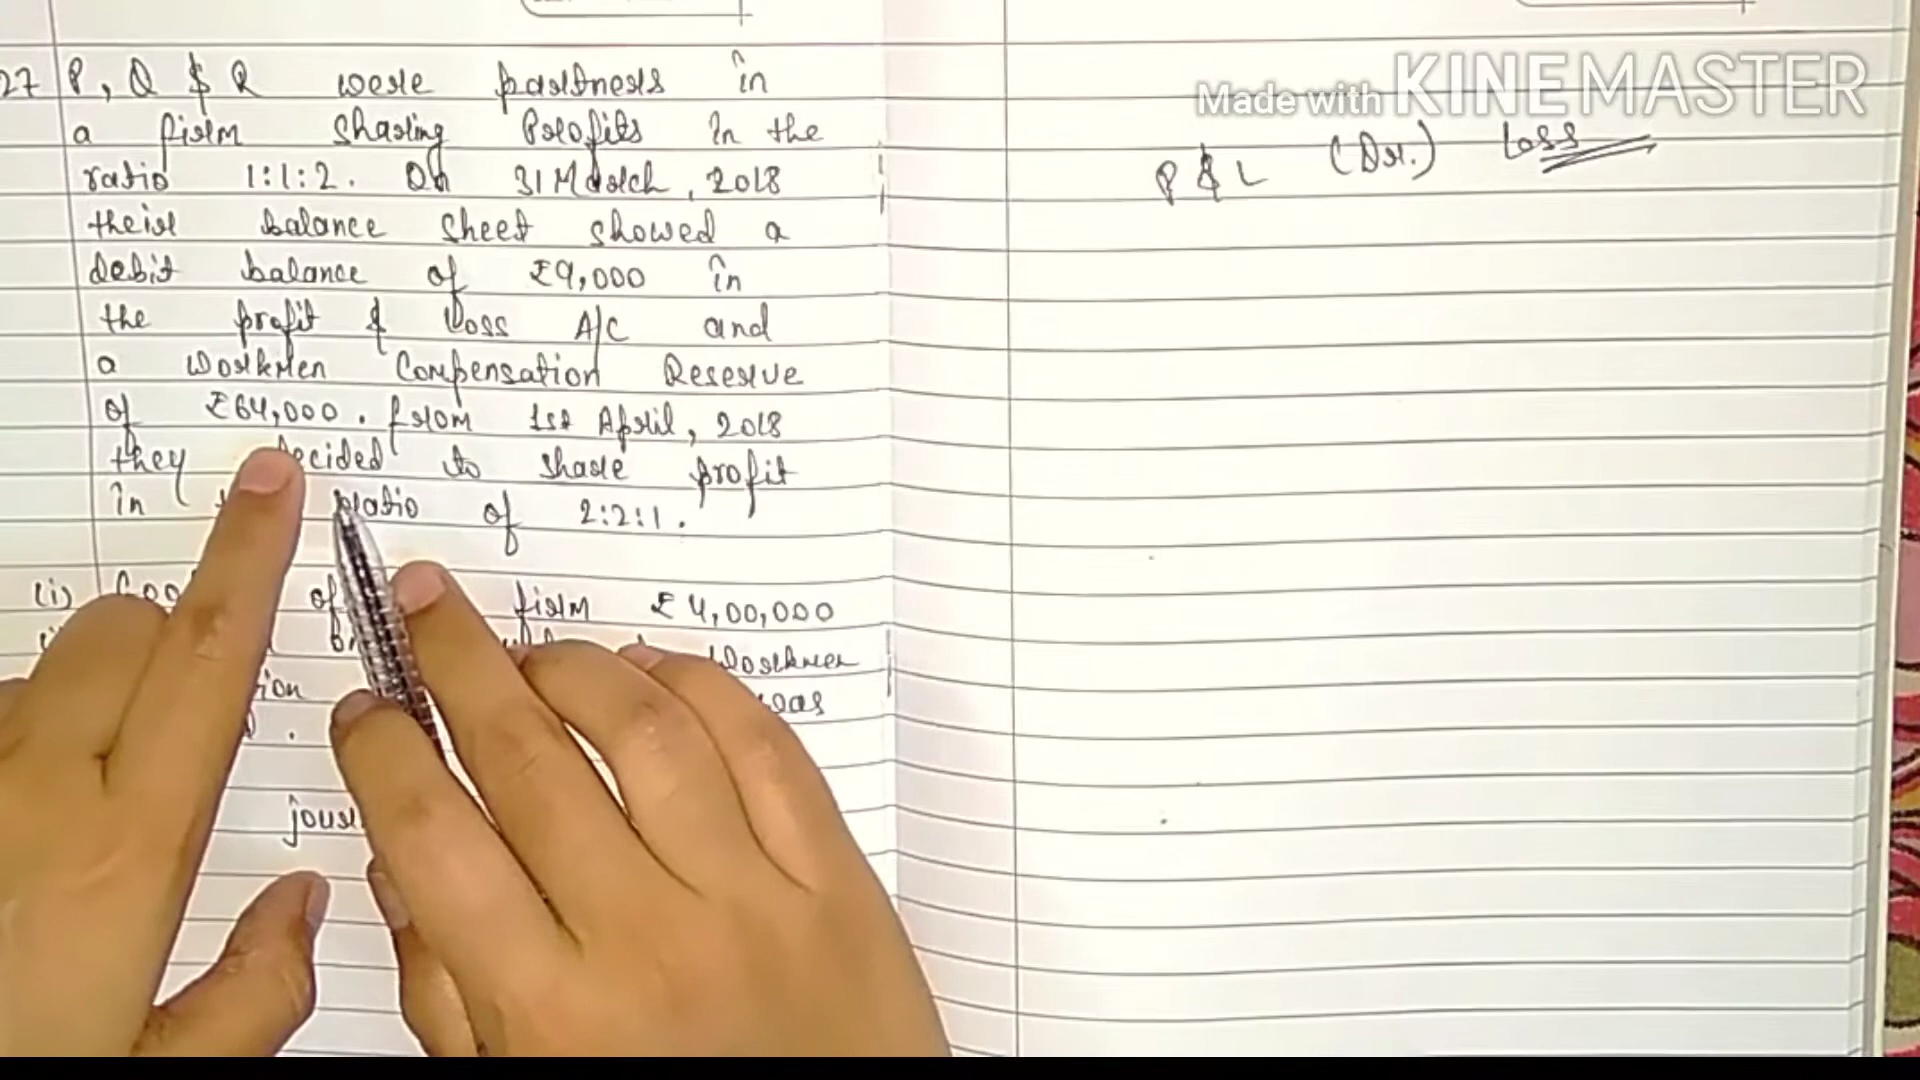 27 P, Q & R were partners in
a firm sharing Profits in the
ratio 1:1:2. On 31 March, 2018
their balance sheet showed a
debit balance of ₹9,000 in
the profit & Loss A/C and
a Workmen Compensation Reserve
of ₹64,000. from 1st April, 2018
they decided to share profit
in ratio of 2:2:1.
(i) of firm ₹4,00,000
Workmen
was
Made with KINEMASTER
P & L (Dr.) Loss